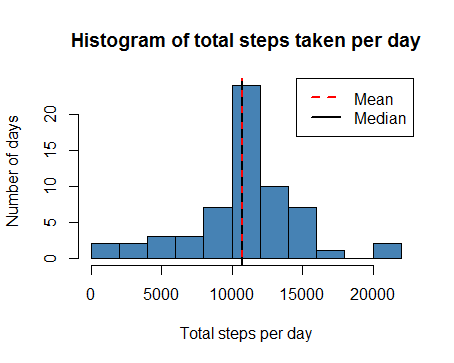 Histogram of total steps taken per day
Mean
Median
Number of days
20
15
10
5
0
0 5000 10000 15000 20000
Total steps per day